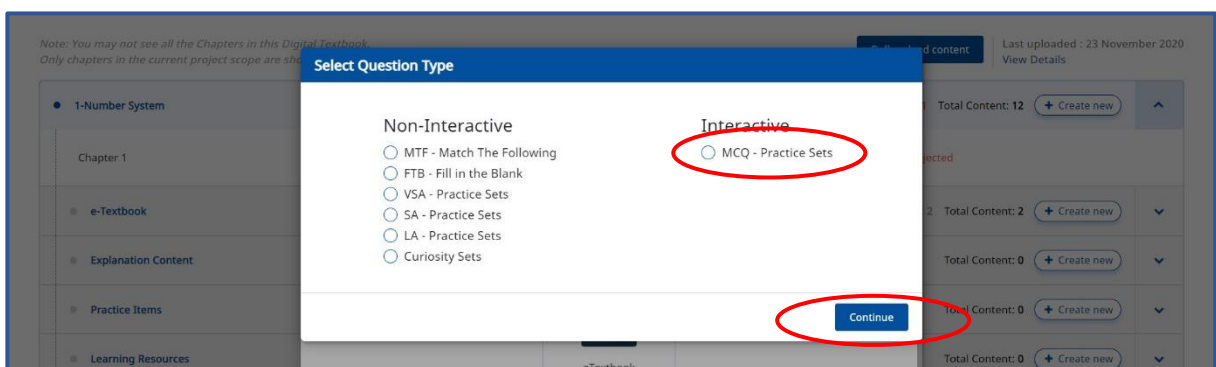 Note: You may not see all the Chapters in this Digital Textbook.
Only chapters in the current project scope are
d content
Last uploaded : 23 November 2020
View Details
Select Question Type
1-Number System
Total Content: 12
+ Create new
Non-Interactive
Interactive
MTF - Match The Following
MCQ - Practice Sets
FTB - Fill in the Blank
VSA - Practice Sets
SA - Practice Sets
LA - Practice Sets
Curiosity Sets
Chapter 1
jected
e-Textbook
2 Total Content: 2
+ Create new
Explanation Content
Total Content: 0
+ Create new
Practice Items
Continue
Total Content: 0
+ Create new
Learning Resources
eTextbook
Total Content: 0
+ Create new